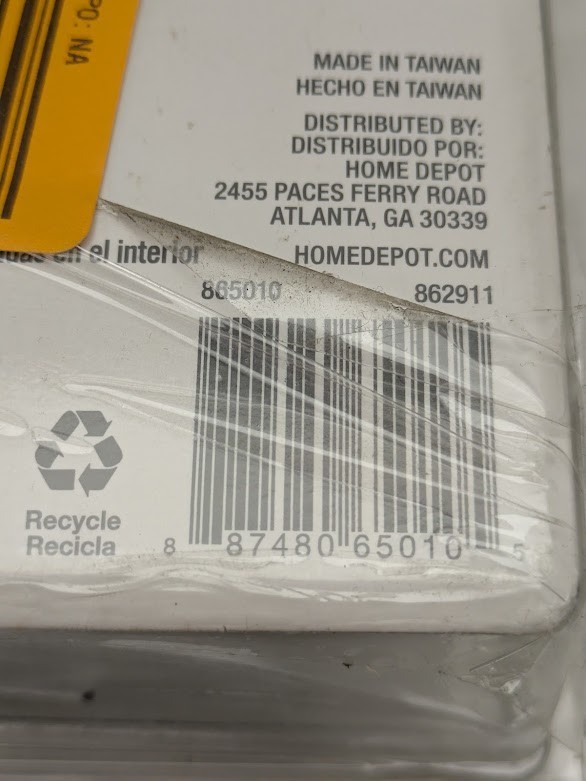 PO: NA
MADE IN TAIWAN
HECHO EN TAIWAN
DISTRIBUTED BY:
DISTRIBUIDO POR:
HOME DEPOT
2455 PACES FERRY ROAD
ATLANTA, GA 30339
en el interior
HOMEDEPOT.COM
865010 862911
Recycle
Recicla
8 87480 65010 5